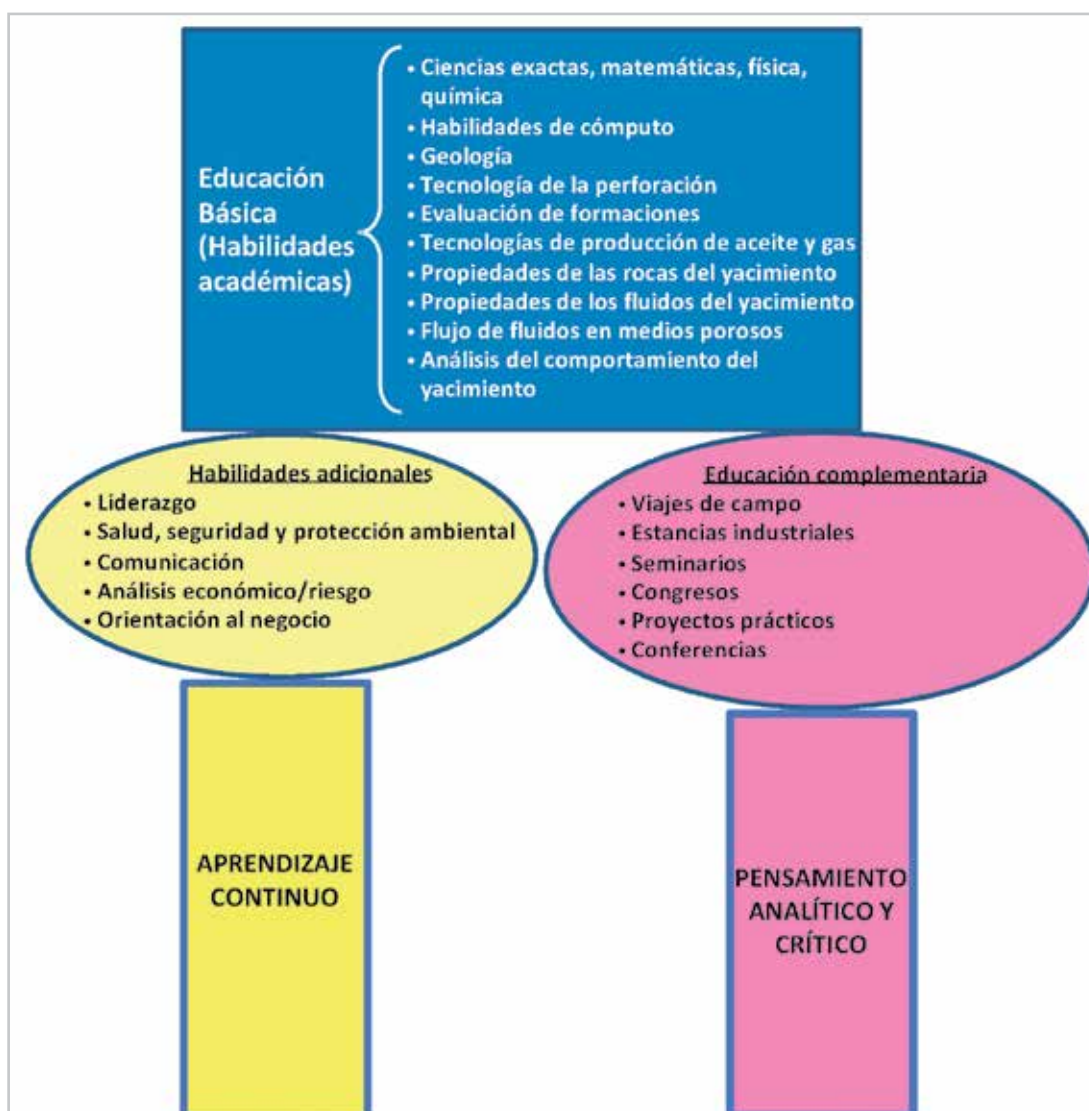 Educación
Básica
(Habilidades
académicas)
• Ciencias exactas, matemáticas, física,
química
• Habilidades de cómputo
• Geología
• Tecnología de la perforación
• Evaluación de formaciones
• Tecnologías de producción de aceite y gas
• Propiedades de las rocas del yacimiento
• Propiedades de los fluidos del yacimiento
• Flujo de fluidos en medios porosos
• Análisis del comportamiento del
yacimiento
Habilidades adicionales
• Liderazgo
• Salud, seguridad y protección ambiental
• Comunicación
• Análisis económico/riesgo
• Orientación al negocio
Educación complementaria
• Viajes de campo
• Estancias industriales
• Seminarios
• Congresos
• Proyectos prácticos
• Conferencias
APRENDIZAJE
CONTINUO
PENSAMIENTO
ANALÍTICO Y
CRÍTICO